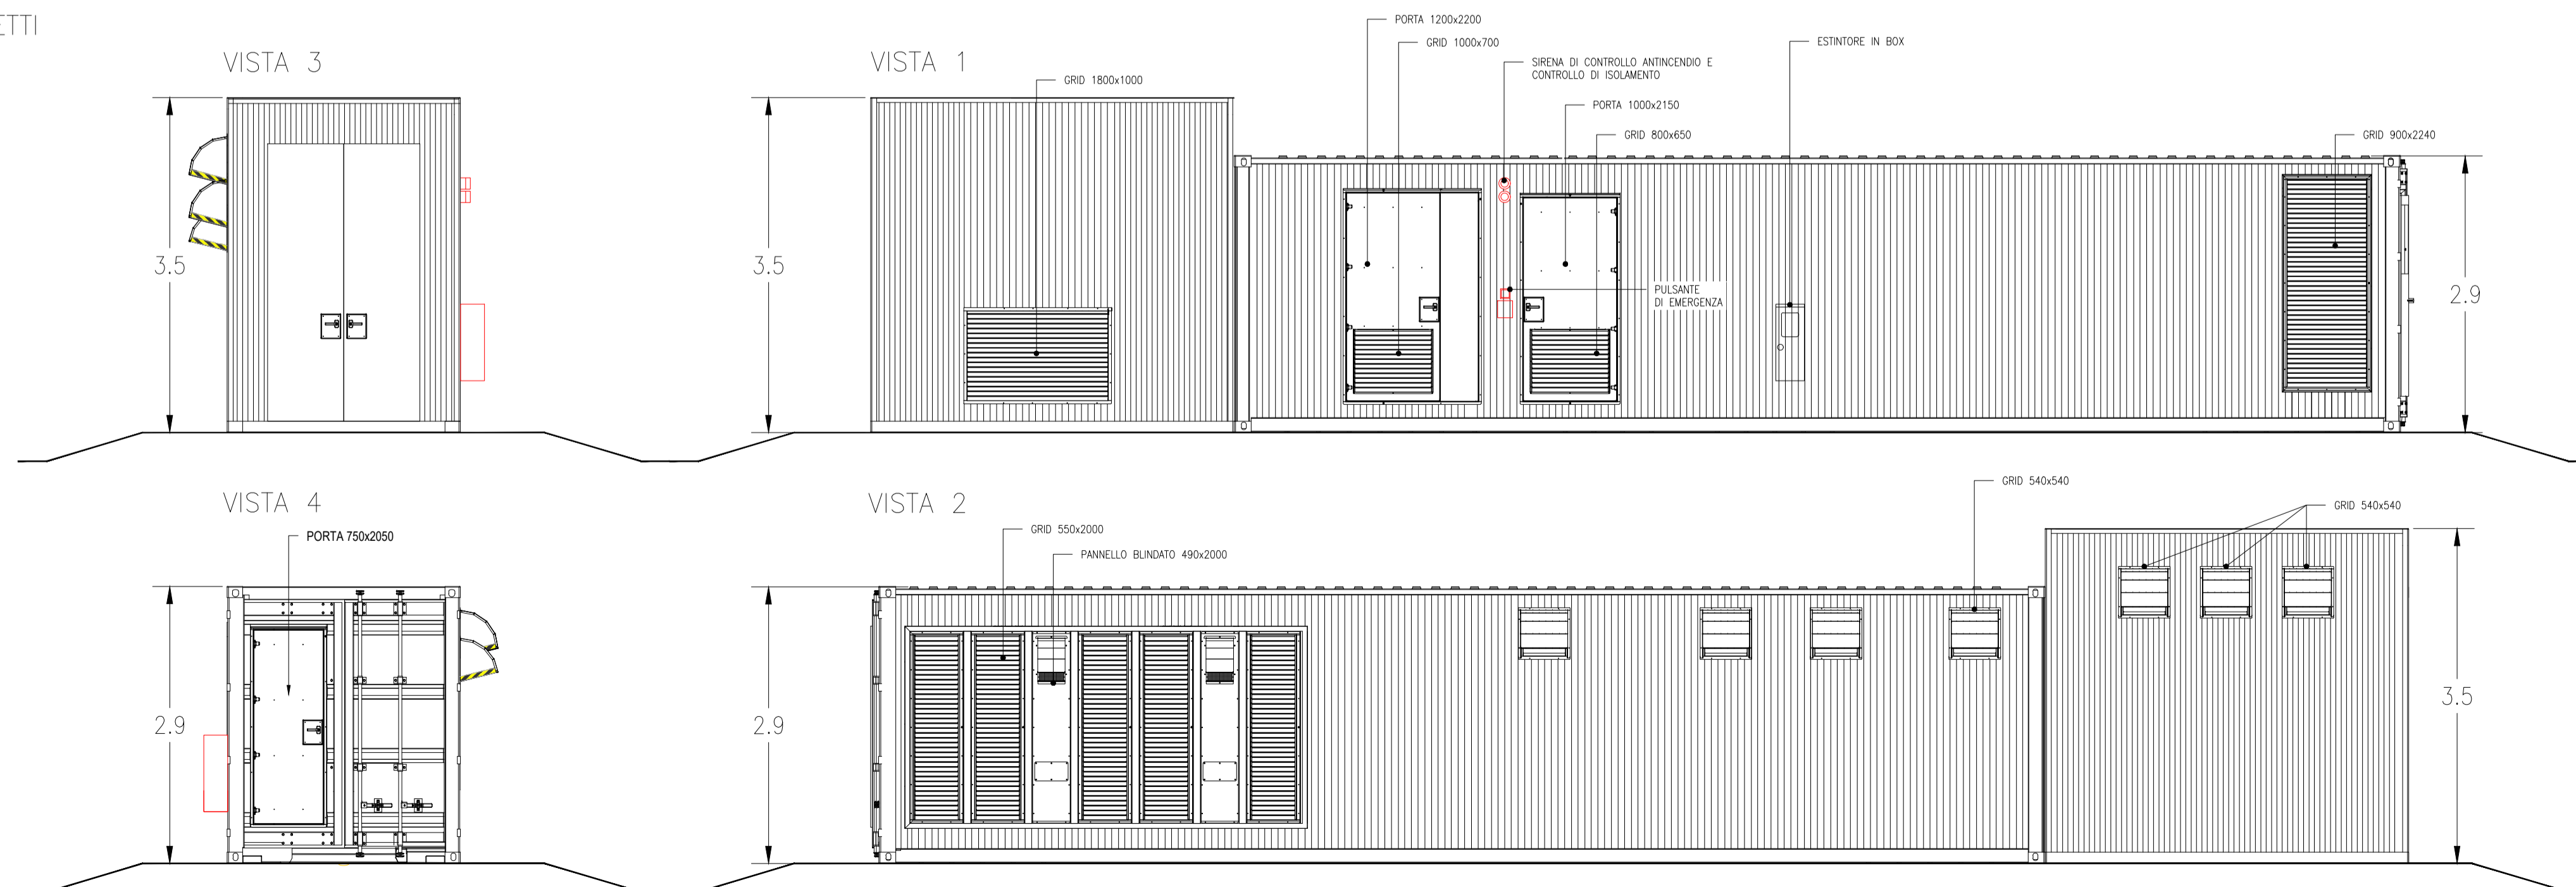 ETTI
VISTA 3
3.5
VISTA 1
GRID 1800x1000
PORTA 1200x2200
GRID 1000x700
SIRENA DI CONTROLLO ANTINCENDIO E
CONTROLLO DI ISOLAMENTO
PORTA 1000x2150
GRID 800x650
ESTINTORE IN BOX
GRID 900x2240
3.5
PULSANTE
DI EMERGENZA
2.9
VISTA 4
PORTA 750x2050
2.9
VISTA 2
GRID 550x2000
PANNELLO BLINDATO 490x2000
GRID 540x540
GRID 540x540
2.9
3.5